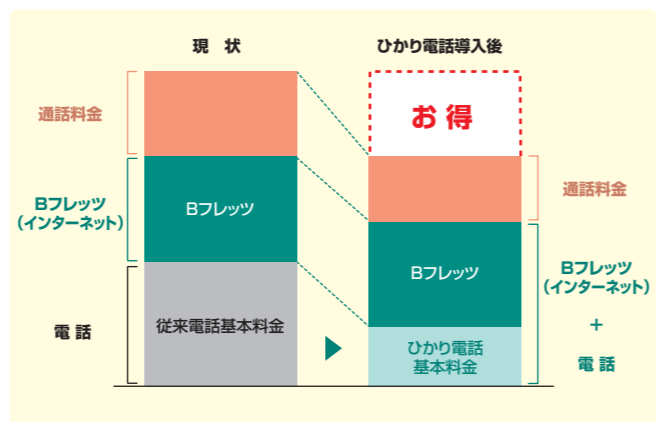 現　状
ひかり電話導入後
通話料金
お得
Bフレッツ
（インターネット）
Bフレッツ
通話料金
Bフレッツ
Bフレッツ
（インターネット）
＋
電 話
電 話
従来電話基本料金
ひかり電話
基本料金